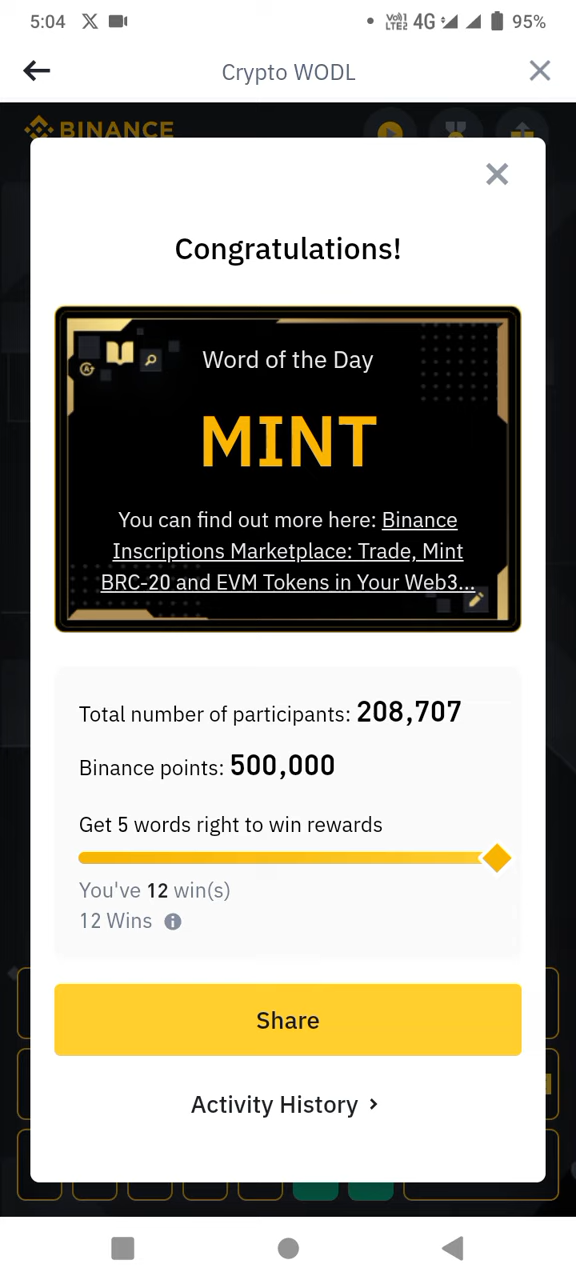 5:04
Vo))1
LTE2 4G 95%
Crypto WODL
BINANCE
Congratulations!
Word of the Day
MINT
You can find out more here: Binance
Inscriptions Marketplace: Trade, Mint
BRC-20 and EVM Tokens in Your Web3...
Total number of participants: 208,707
Binance points: 500,000
Get 5 words right to win rewards
You've 12 win(s)
12 Wins
Share
Activity History